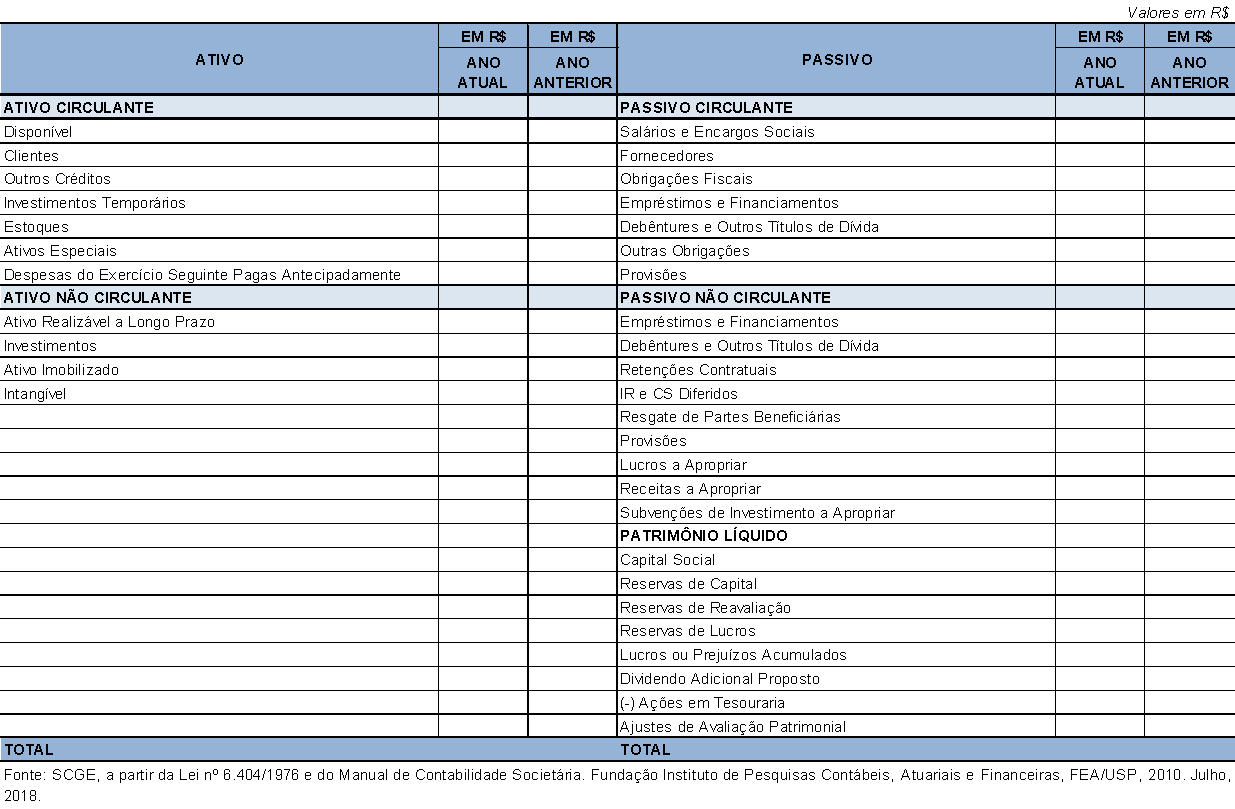 Valores em R$
ATIVO EM R$ EM R$ PASSIVO EM R$ EM R$
ANO ATUAL ANO ANTERIOR ANO ATUAL ANO ANTERIOR
ATIVO CIRCULANTE PASSIVO CIRCULANTE
Disponível Salários e Encargos Sociais
Clientes Fornecedores
Outros Créditos Obrigações Fiscais
Investimentos Temporários Empréstimos e Financiamentos
Estoques Debêntures e Outros Títulos de Dívida
Ativos Especiais Outras Obrigações
Despesas do Exercício Seguinte Pagas Antecipadamente Provisões
ATIVO NÃO CIRCULANTE PASSIVO NÃO CIRCULANTE
Ativo Realizável a Longo Prazo Empréstimos e Financiamentos
Investimentos Debêntures e Outros Títulos de Dívida
Ativo Imobilizado Retenções Contratuais
Intangível IR e CS Diferidos
Resgate de Partes Beneficiárias
Provisões
Lucros a Apropriar
Receitas a Apropriar
Subvenções de Investimento a Apropriar
PATRIMÔNIO LÍQUIDO
Capital Social
Reservas de Capital
Reservas de Reavaliação
Reservas de Lucros
Lucros ou Prejuízos Acumulados
Dividendo Adicional Proposto
(-) Ações em Tesouraria
Ajustes de Avaliação Patrimonial
TOTAL TOTAL
Fonte: SCGE, a partir da Lei nº 6.404/1976 e do Manual de Contabilidade Societária. Fundação Instituto de Pesquisas Contábeis, Atuariais e Financeiras, FEA/USP, 2010. Julho,
2018.